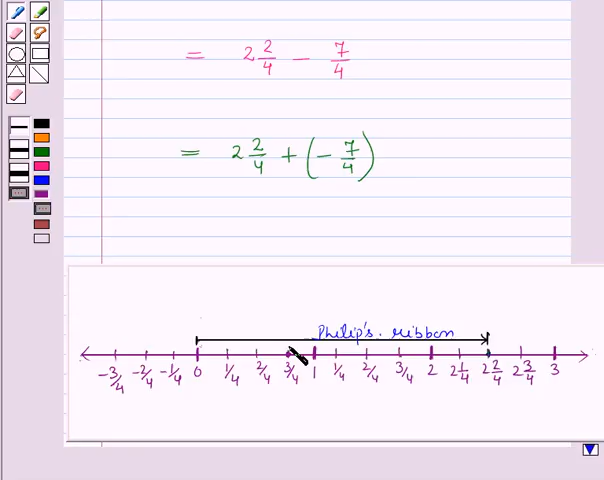 = 2 2/4 - 7/4
= 2 2/4 + (- 7/4)
Philip's ribbon
-3/4 -2/4 -1/4 0 1/4 2/4 3/4 1 1/4 2/4 3/4 2 2 1/4 2 2/4 2 3/4 3